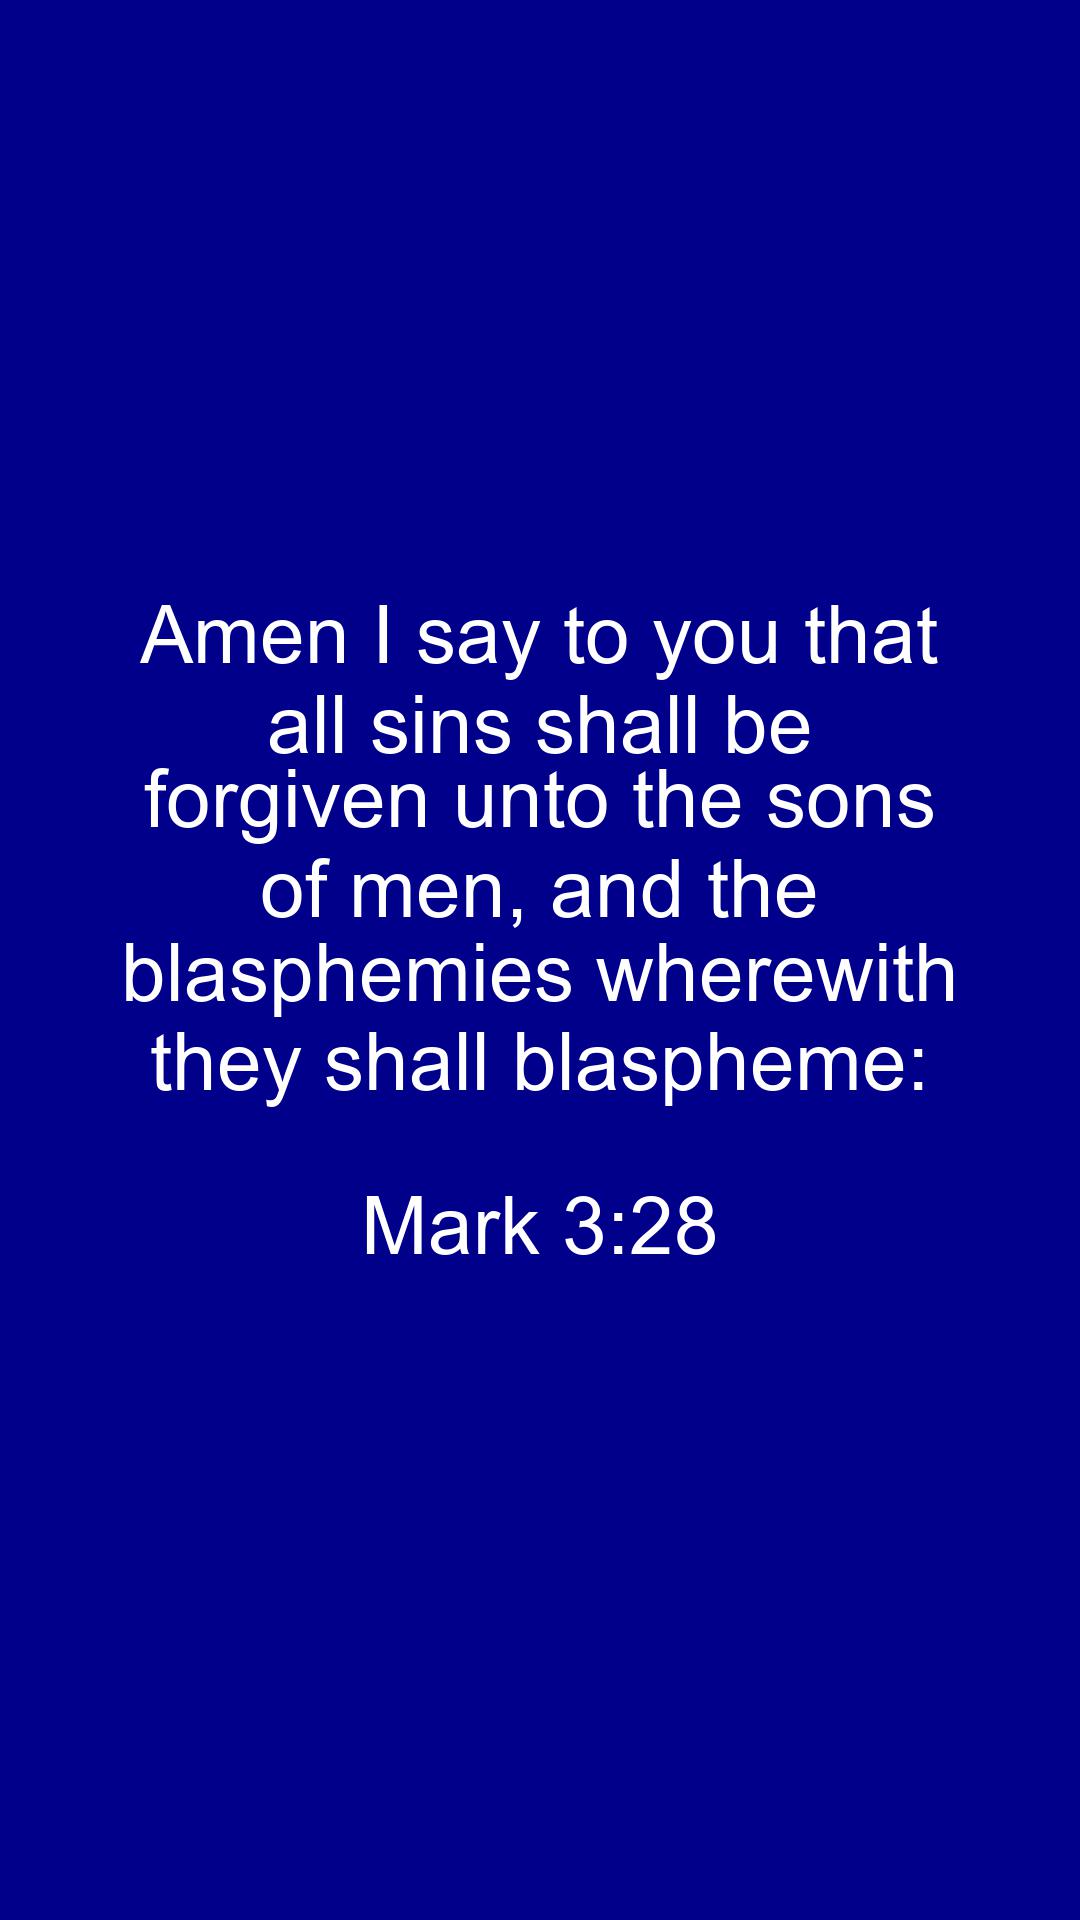 Amen I say to you that
all sins shall be
forgiven unto the sons
of men, and the
blasphemies wherewith
they shall blaspheme:
Mark 3:28